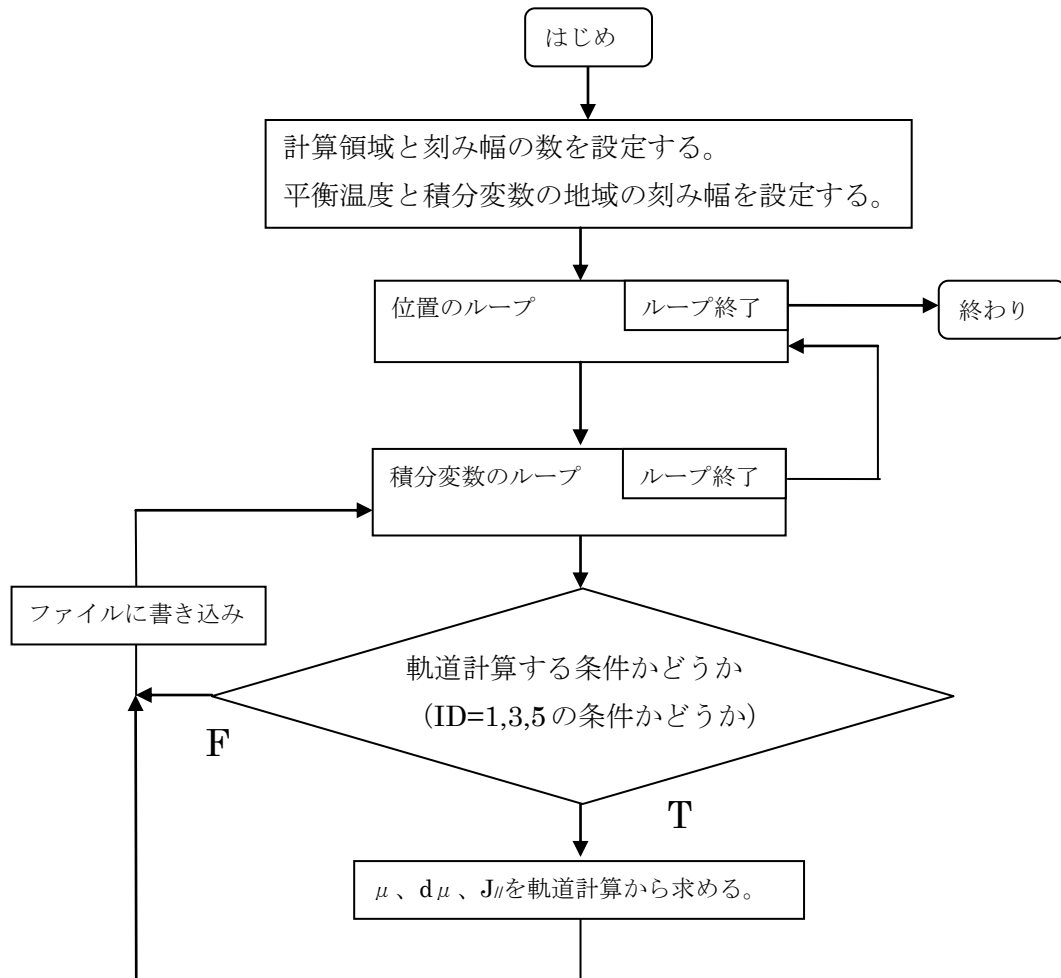 はじめ
計算領域と刻み幅の数を設定する。
平衡温度と積分変数の地域の刻み幅を設定する。
位置のループ
ループ終了
終わり
積分変数のループ
ループ終了
ファイルに書き込み
軌道計算する条件かどうか
（ID=1,3,5の条件かどうか）
F
T
μ、dμ、J//を軌道計算から求める。